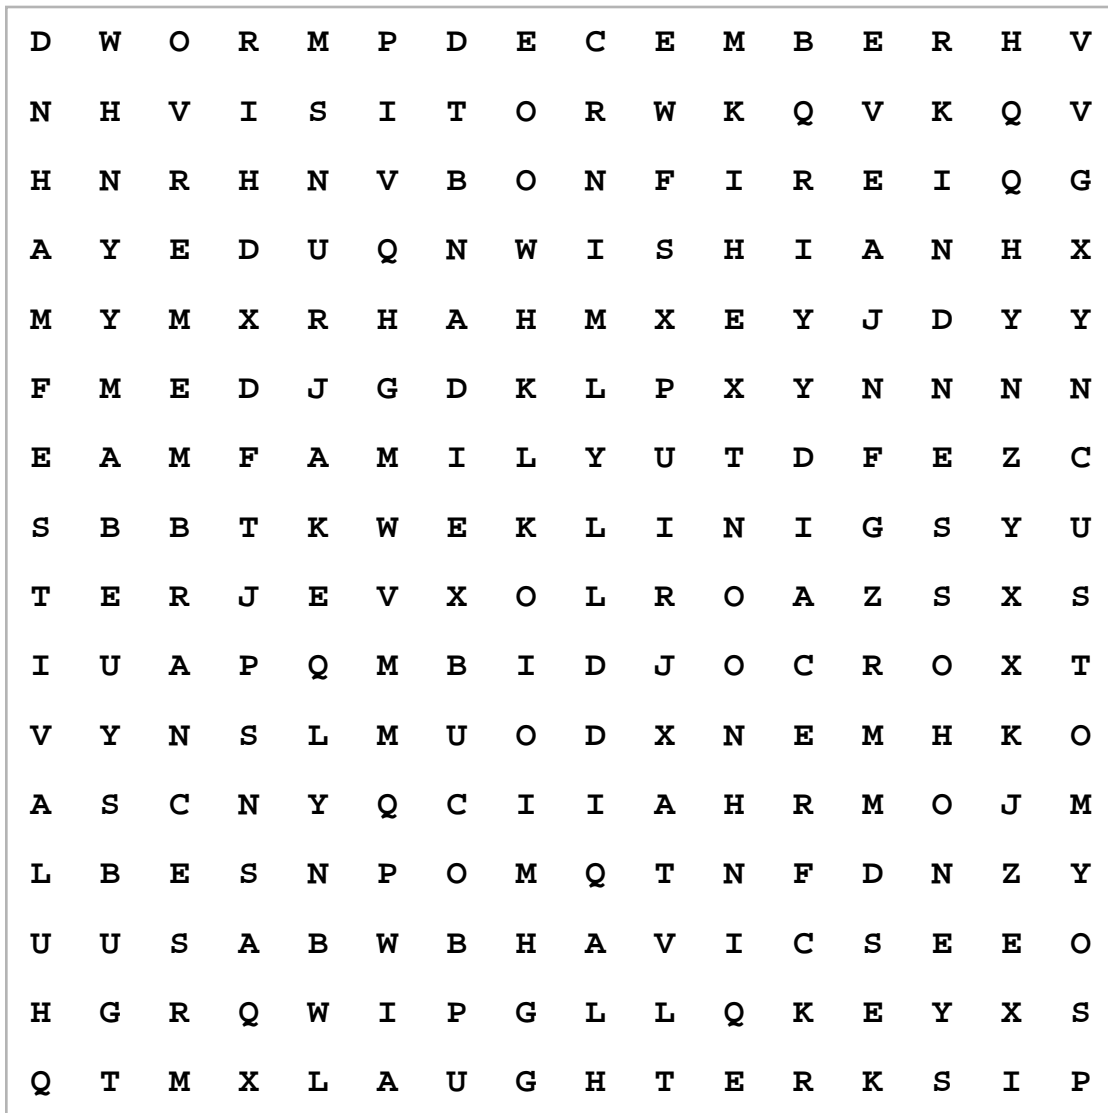 D W O R M P D E C E M B E R H V
N H V I S I T O R W K Q V K Q V
H N R H N V B O N F I R E I Q G
A Y E D U Q N W I S H I A N H X
M Y M X R H A H M X E Y J D Y Y
F M E D J G D K L P X Y N N N N
E A M F A M I L Y U T D F E Z C
S B B T K W E K L I N I G S Y U
T E R J E V X O L R O A Z S X S
I U A P Q M B I D J O C R O X T
V Y N S L M U O D X N E M H K O
A S C N Y Q C I I A H R M O J M
L B E S N P O M Q T N F D N Z Y
U U S A B W B H A V I C S E E O
H G R Q W I P G L L Q K E Y X S
Q T M X L A U G H T E R K S I P